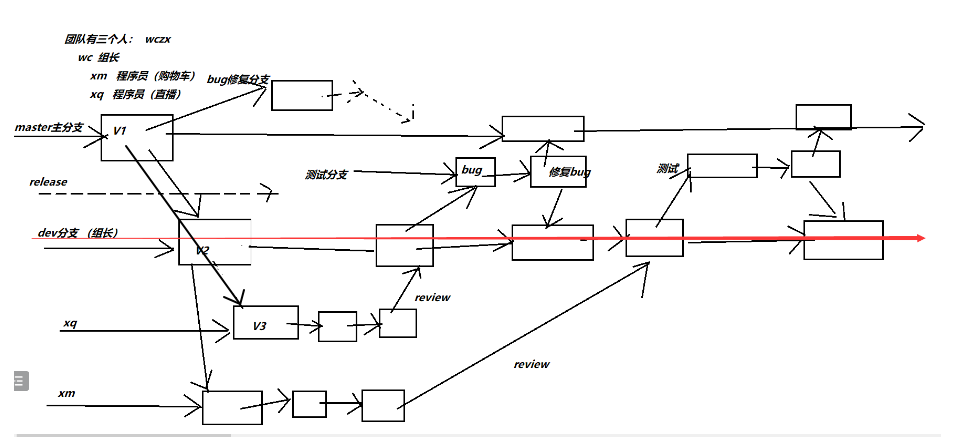 团队有三个人： wczx
wc 组长
xm 程序员（购物车）
xq 程序员（直播）
bug修复分支
master主分支
V1
测试分支
bug
修复bug
测试
release
dev分支 （组长）
V2
review
xq
V3
review
xm